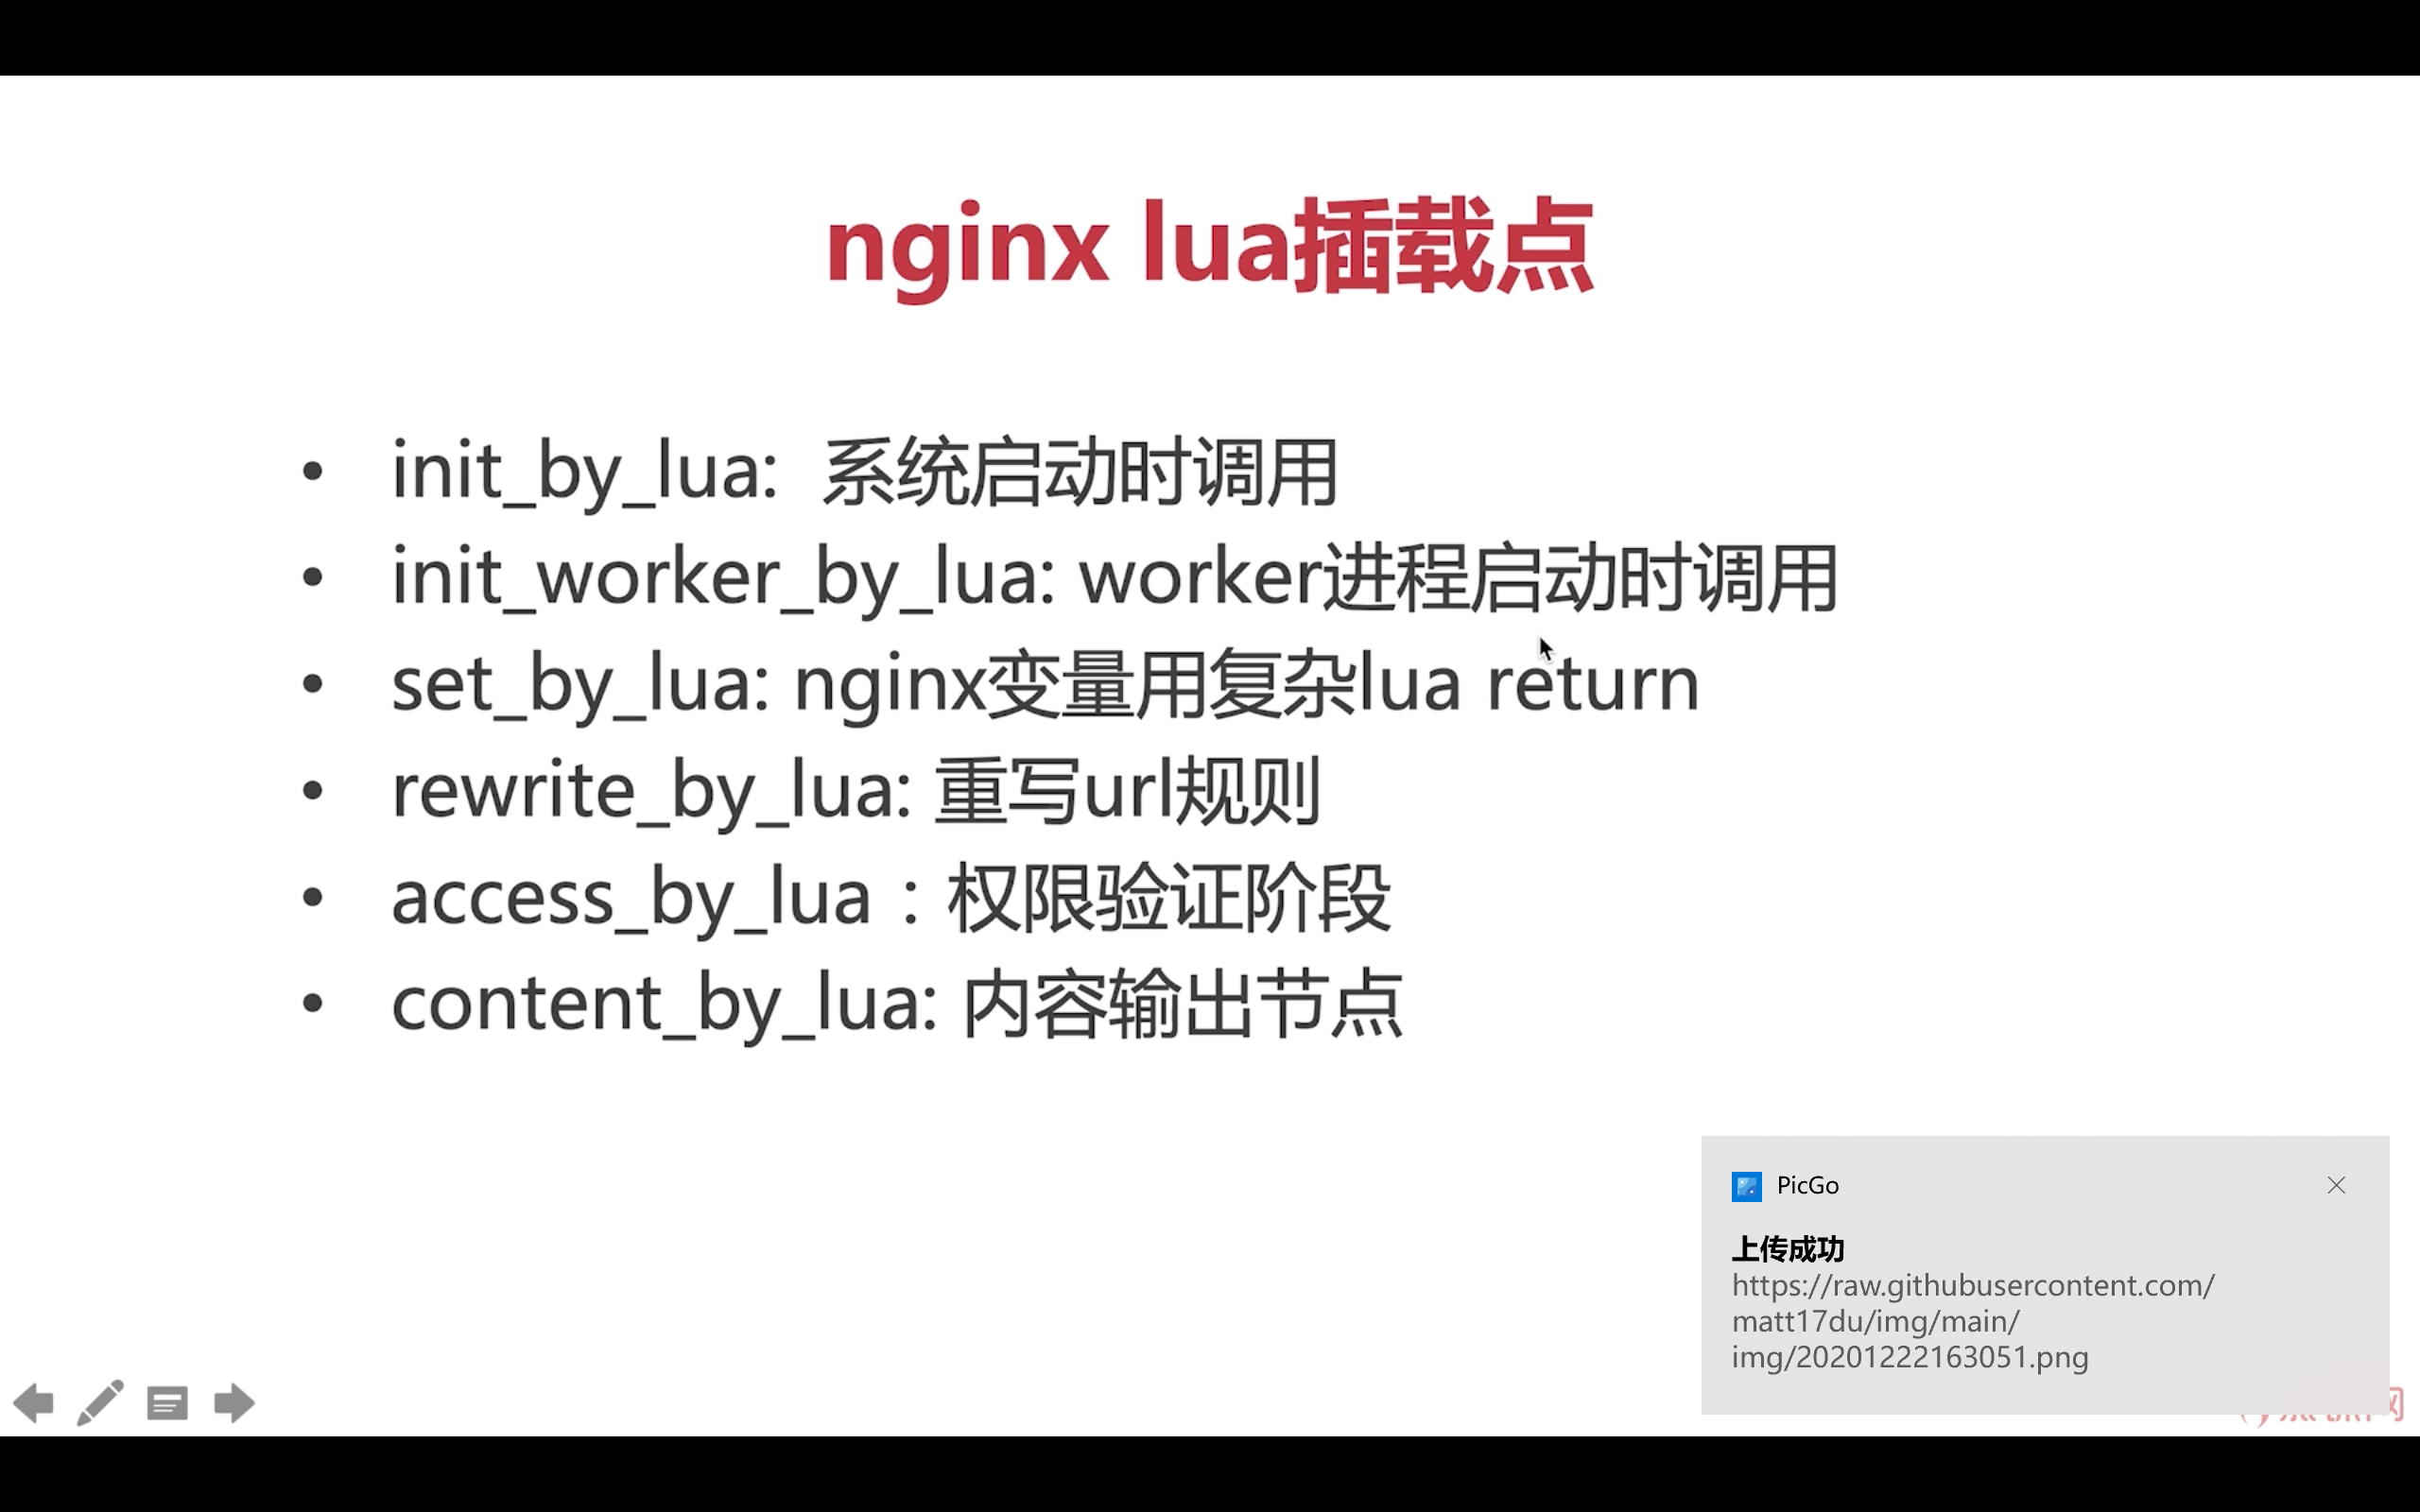 nginx lua插载点
• init_by_lua: 系统启动时调用
• init_worker_by_lua: worker进程启动时调用
• set_by_lua: nginx变量用复杂lua return
• rewrite_by_lua: 重写url规则
• access_by_lua：权限验证阶段
• content_by_lua: 内容输出节点
PicGo
上传成功
https://raw.githubusercontent.com/
matt17du/img/main/
img/20201222163051.png